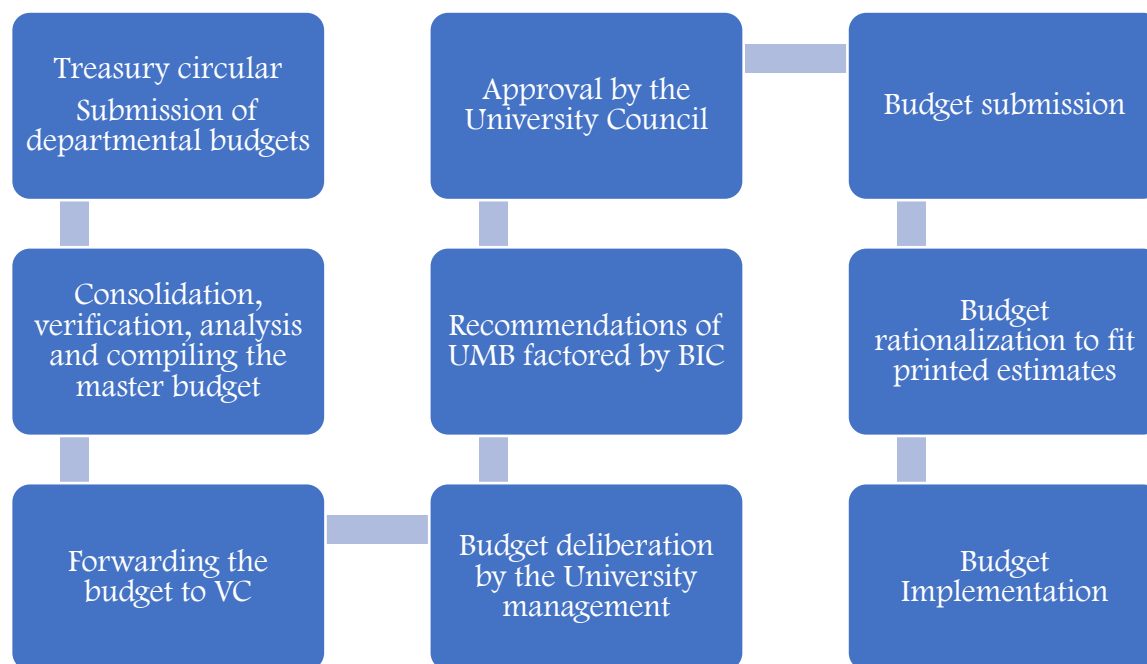 Treasury circular
Submission of
departmental budgets
Consolidation,
verification, analysis
and compiling the
master budget
Forwarding the
budget to VC
Budget deliberation
by the University
management
Recommendations of
UMB factored by BIC
Approval by the
University Council
Budget submission
Budget
rationalization to fit
printed estimates
Budget
Implementation